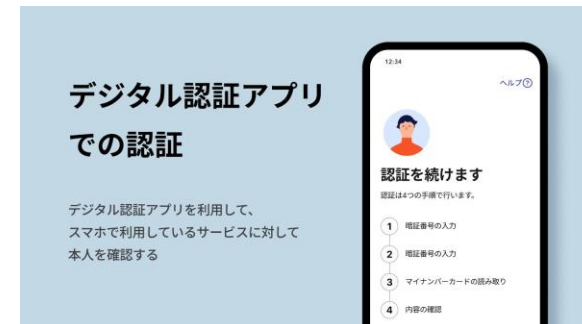 デジタル認証アプリ
での認証
デジタル認証アプリを利用して、
スマホで利用しているサービスに対して
本人を確認する
12:34
ヘルプ?
認証を続けます
認証は4つの手順で行います。
1 暗証番号の入力
2 暗証番号の入力
3 マイナンバーカードの読み取り
4 内容の確認